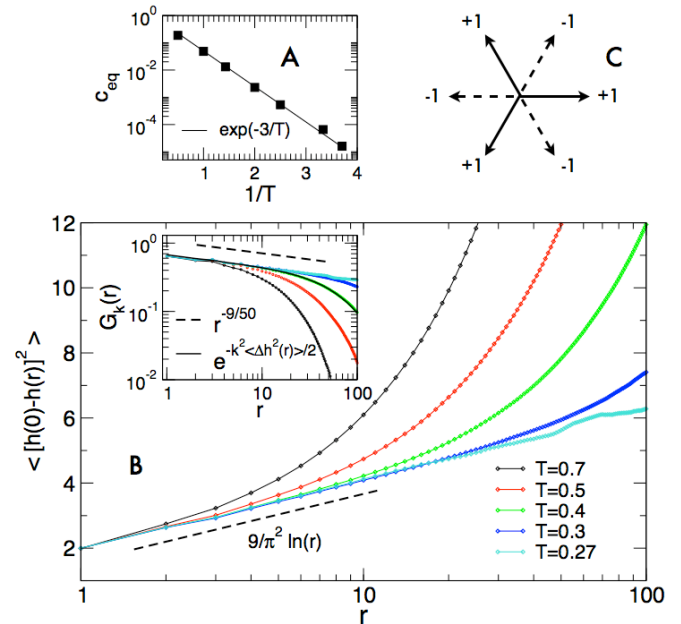 10^0
10^-2
10^-4
c_eq
A
exp(-3/T)
0 1 2 3 4
1/T
C
+1 -1
-1 +1
+1 -1
12
10
8
6
4
2
< [h(0)-h(r)]^2 >
10^0
10^-1
10^-2
G_k(r)
r^-9/50
e^-k^2<Δh^2(r)>/2
1 10 100
r
B
9/π^2 ln(r)
T=0.7
T=0.5
T=0.4
T=0.3
T=0.27
1 10 100
r